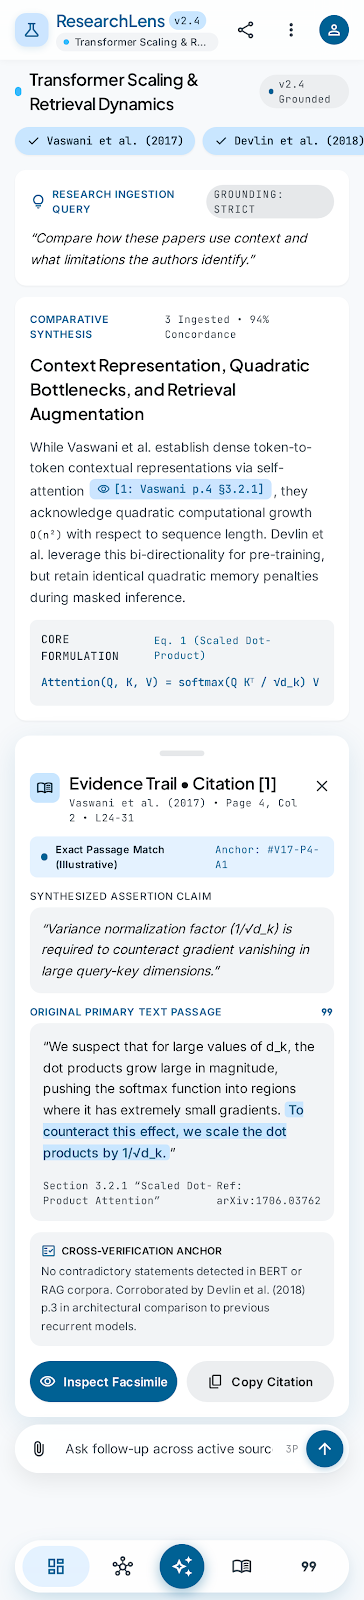 ResearchLens v2.4
Transformer Scaling & R...
Transformer Scaling &
Retrieval Dynamics
v2.4
Grounded
Vaswani et al. (2017)
Devlin et al. (2018)
RESEARCH INGESTION
QUERY
GROUNDING:
STRICT
“Compare how these papers use context and
what limitations the authors identify.”
COMPARATIVE
SYNTHESIS
3 Ingested • 94%
Concordance
Context Representation, Quadratic
Bottlenecks, and Retrieval
Augmentation
While Vaswani et al. establish dense token-to-
token contextual representations via self-
attention [1: Vaswani p.4 §3.2.1] , they
acknowledge quadratic computational growth
O(n²) with respect to sequence length. Devlin et
al. leverage this bi-directionality for pre-training,
but retain identical quadratic memory penalties
during masked inference.
CORE
FORMULATION
Eq. 1 (Scaled Dot-
Product)
Attention(Q, K, V) = softmax(Q Kᵀ / √d_k) V
Evidence Trail • Citation [1]
Vaswani et al. (2017) • Page 4, Col
2 • L24-31
Exact Passage Match
(Illustrative)
Anchor: #V17-P4-
A1
SYNTHESIZED ASSERTION CLAIM
“Variance normalization factor (1/√d_k) is
required to counteract gradient vanishing in
large query-key dimensions.”
ORIGINAL PRIMARY TEXT PASSAGE
“We suspect that for large values of d_k, the
dot products grow large in magnitude,
pushing the softmax function into regions
where it has extremely small gradients. To
counteract this effect, we scale the dot
products by 1/√d_k.”
Section 3.2.1 “Scaled Dot-
Product Attention”
Ref:
arXiv:1706.03762
CROSS-VERIFICATION ANCHOR
No contradictory statements detected in BERT or
RAG corpora. Corroborated by Devlin et al. (2018)
p.3 in architectural comparison to previous
recurrent models.
Inspect Facsimile
Copy Citation
Ask follow-up across active sourc
3P